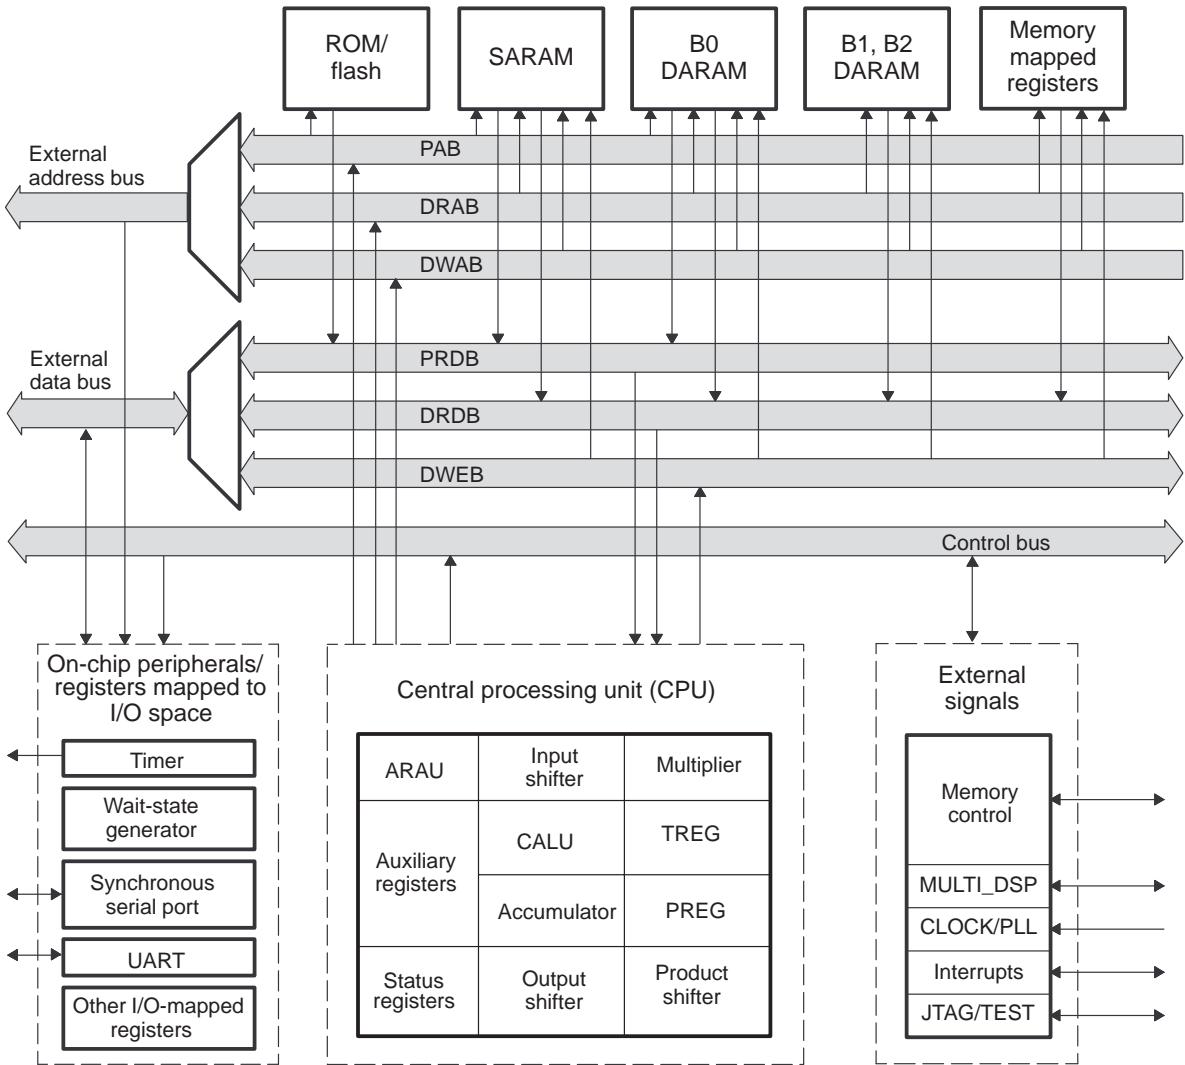 ROM/
flash
SARAM
B0
DARAM
B1, B2
DARAM
Memory
mapped
registers
External
address bus
PAB
DRAB
DWAB
External
data bus
PRDB
DRDB
DWEB
Control bus
On-chip peripherals/
registers mapped to
I/O space
Timer
Wait-state
generator
Synchronous
serial port
UART
Other I/O-mapped
registers
Central processing unit (CPU)
ARAU
Input
shifter
Multiplier
Auxiliary
registers
CALU
TREG
Accumulator
PREG
Status
registers
Output
shifter
Product
shifter
External
signals
Memory
control
MULTI_DSP
CLOCK/PLL
Interrupts
JTAG/TEST